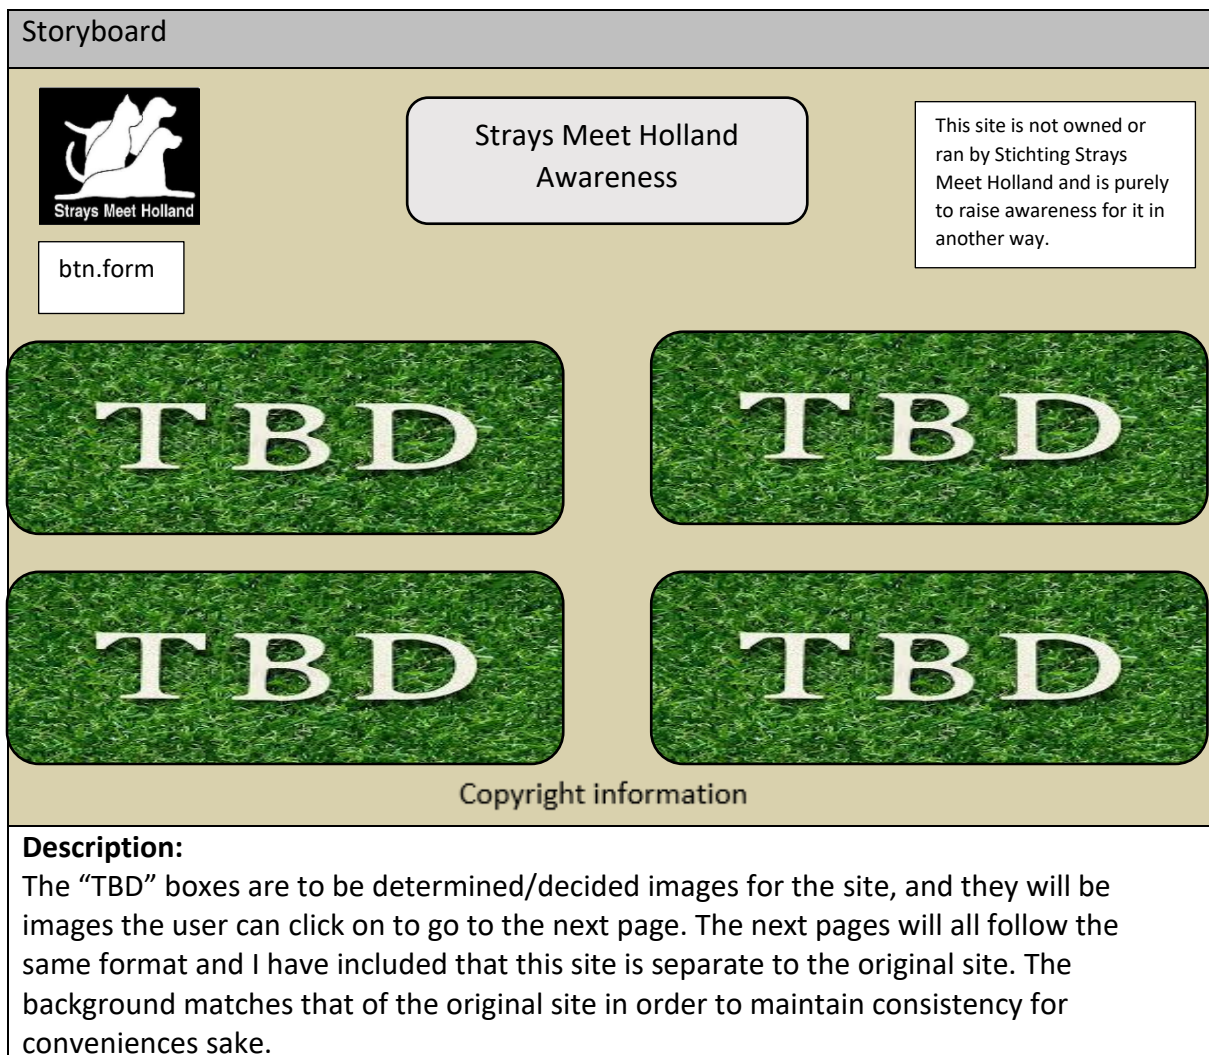 Storyboard
Strays Meet Holland
Strays Meet Holland
Awareness
This site is not owned or
ran by Stichting Strays
Meet Holland and is purely
to raise awareness for it in
another way.
btn.form
TBD
TBD
TBD
TBD
Copyright information
Description:
The “TBD” boxes are to be determined/decided images for the site, and they will be
images the user can click on to go to the next page. The next pages will all follow the
same format and I have included that this site is separate to the original site. The
background matches that of the original site in order to maintain consistency for
conveniences sake.